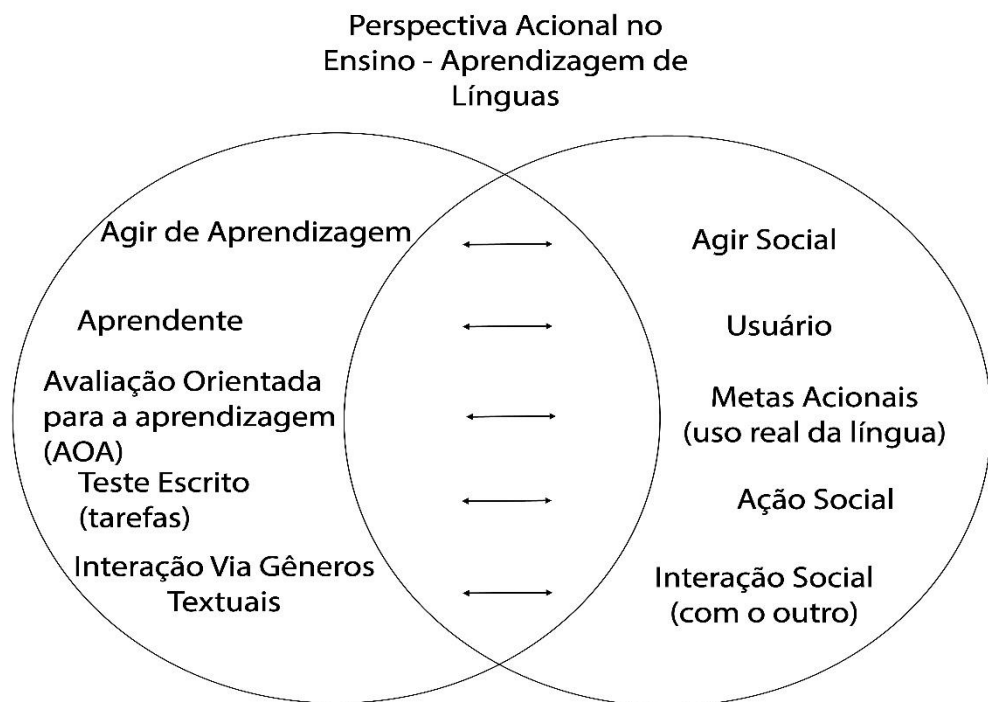 Perspectiva Acional no
Ensino - Aprendizagem de
Línguas
Agir de Aprendizagem
Agir Social
Aprendente
Usuário
Avaliação Orientada
para a aprendizagem
(AOA)
Metas Acionais
(uso real da língua)
Teste Escrito
(tarefas)
Ação Social
Interação Via Gêneros
Textuais
Interação Social
(com o outro)